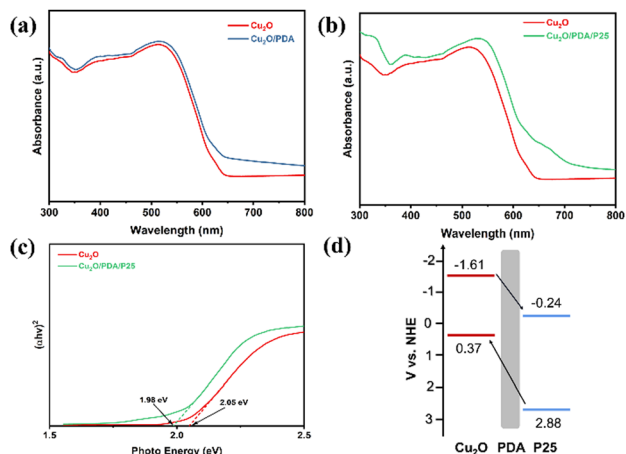 (a)
Cu₂O
Cu₂O/PDA
Absorbance (a.u.)
300 400 500 600 700 800
Wavelength (nm)
(b)
Cu₂O
Cu₂O/PDA/P25
Absorbance (a.u.)
300 400 500 600 700 800
Wavelength (nm)
(c)
Cu₂O
Cu₂O/PDA/P25
(αhν)²
1.98 eV
2.05 eV
1.5 2.0 2.5
Photo Energy (eV)
(d)
V vs. NHE
-2
-1
0
1
2
3
-1.61
-0.24
0.37
2.88
Cu₂O PDA P25